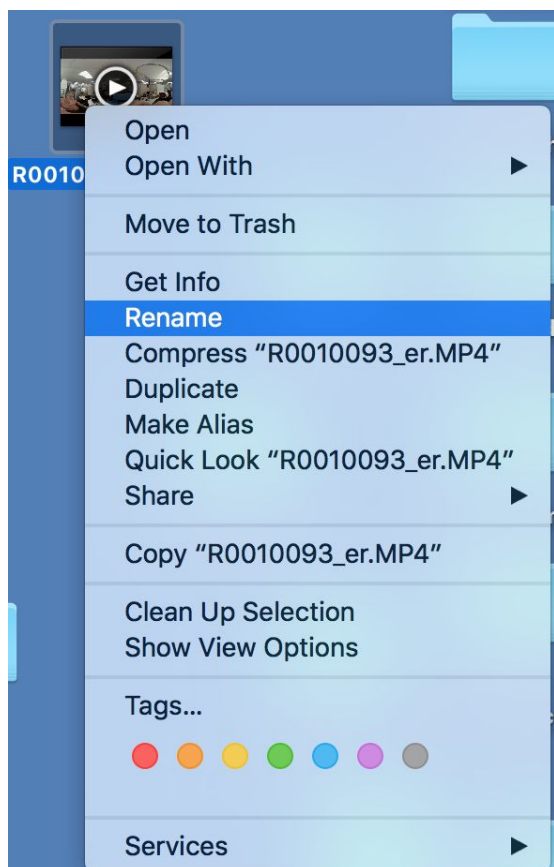 R0010
Open
Open With
Move to Trash
Get Info
Rename
Compress “R0010093_er.MP4”
Duplicate
Make Alias
Quick Look “R0010093_er.MP4”
Share
Copy “R0010093_er.MP4”
Clean Up Selection
Show View Options
Tags...
Services